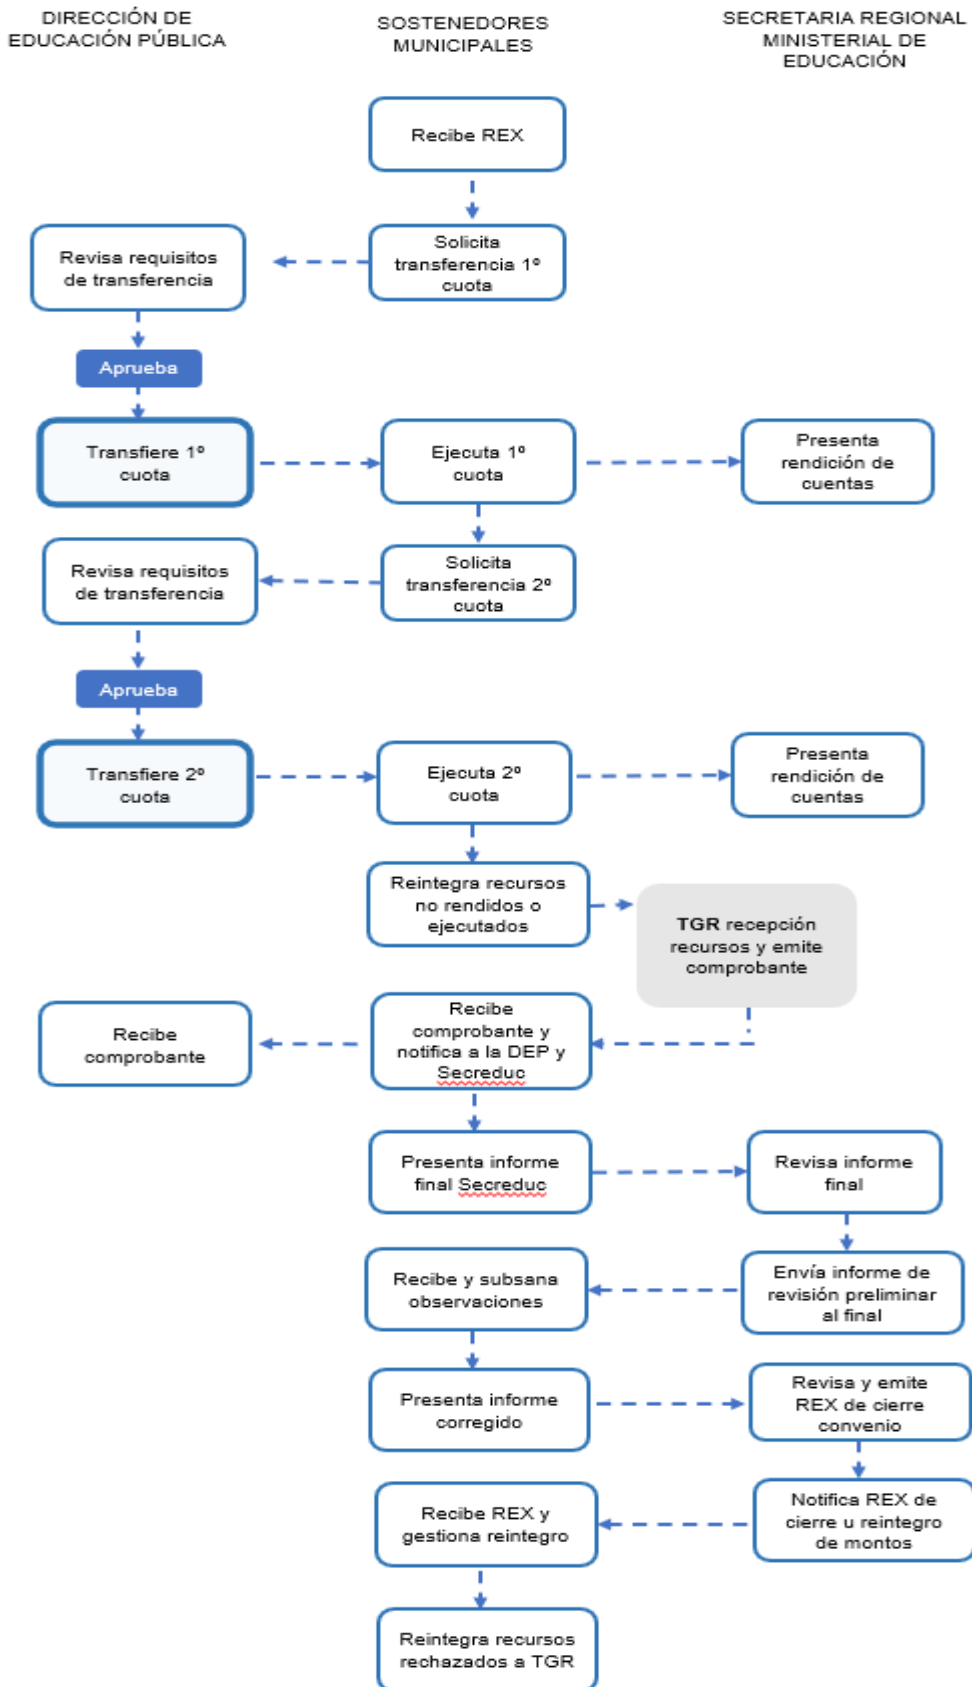 DIRECCIÓN DE
EDUCACIÓN PÚBLICA
SOSTENEDORES
MUNICIPALES
SECRETARIA REGIONAL
MINISTERIAL DE
EDUCACIÓN
Recibe REX
Solicita
transferencia 1º
cuota
Revisa requisitos
de transferencia
Aprueba
Transfiere 1º
cuota
Ejecuta 1º
cuota
Presenta
rendición de
cuentas
Solicita
transferencia 2º
cuota
Revisa requisitos
de transferencia
Aprueba
Transfiere 2º
cuota
Ejecuta 2º
cuota
Presenta
rendición de
cuentas
Reintegra recursos
no rendidos o
ejecutados
TGR recepción
recursos y emite
comprobante
Recibe
comprobante y
notifica a la DEP y
Secreduc
Recibe
comprobante
Presenta informe
final Secreduc
Revisa informe
final
Envía informe de
revisión preliminar
al final
Recibe y subsana
observaciones
Presenta informe
corregido
Revisa y emite
REX de cierre
convenio
Notifica REX de
cierre u reintegro
de montos
Recibe REX y
gestiona reintegro
Reintegra recursos
rechazados a TGR